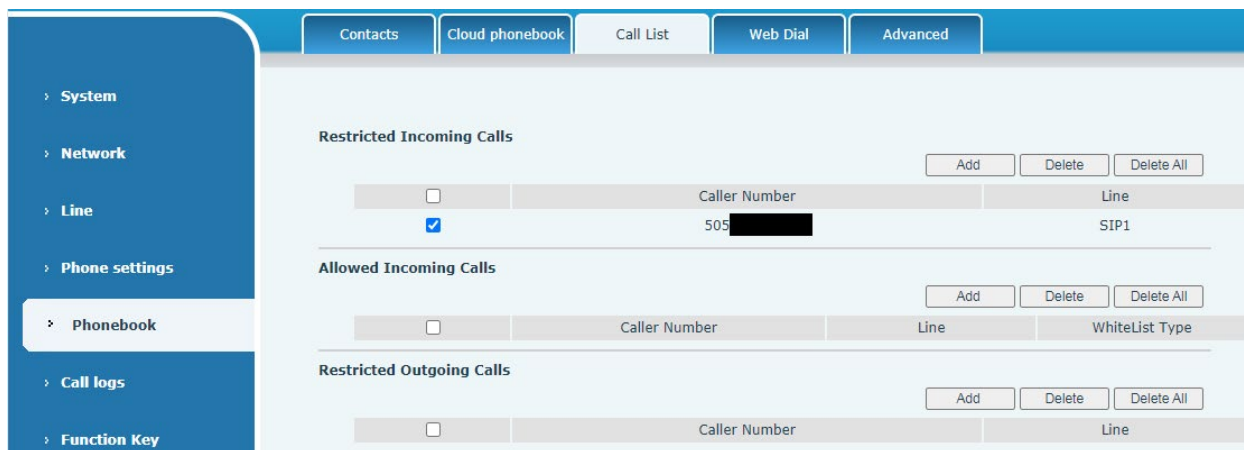 Contacts Cloud phonebook Call List Web Dial Advanced
System
Network
Line
Phone settings
Phonebook
Call logs
Function Key
Restricted Incoming Calls
Add Delete Delete All
Caller Number Line
505 SIP1
Allowed Incoming Calls
Add Delete Delete All
Caller Number Line WhiteList Type
Restricted Outgoing Calls
Add Delete Delete All
Caller Number Line